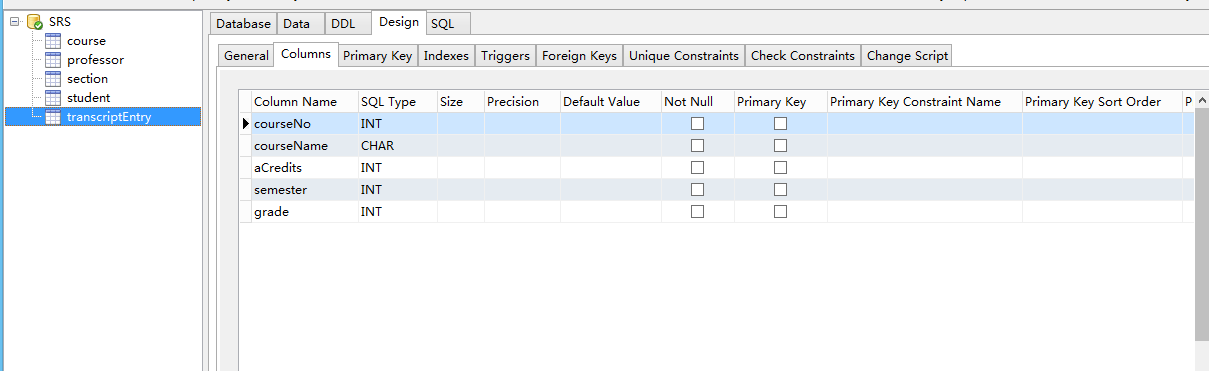 SRS
course
professor
section
student
transcriptEntry
Database Data DDL Design SQL
General Columns Primary Key Indexes Triggers Foreign Keys Unique Constraints Check Constraints Change Script
Column Name SQL Type Size Precision Default Value Not Null Primary Key Primary Key Constraint Name Primary Key Sort Order P
courseNo INT
courseName CHAR
aCredits INT
semester INT
grade INT